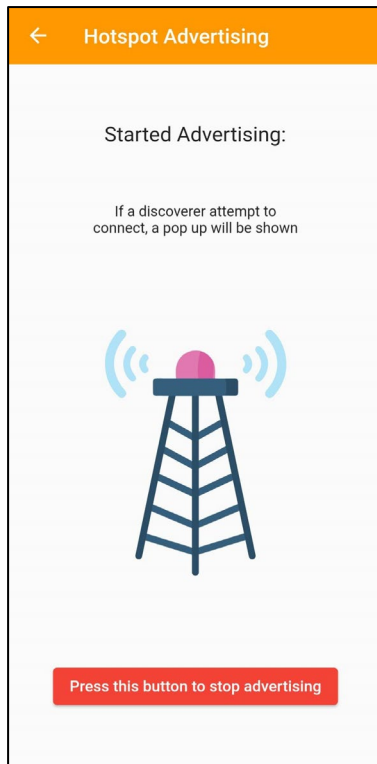 Hotspot Advertising
Started Advertising:
If a discoverer attempt to
connect, a pop up will be shown
Press this button to stop advertising